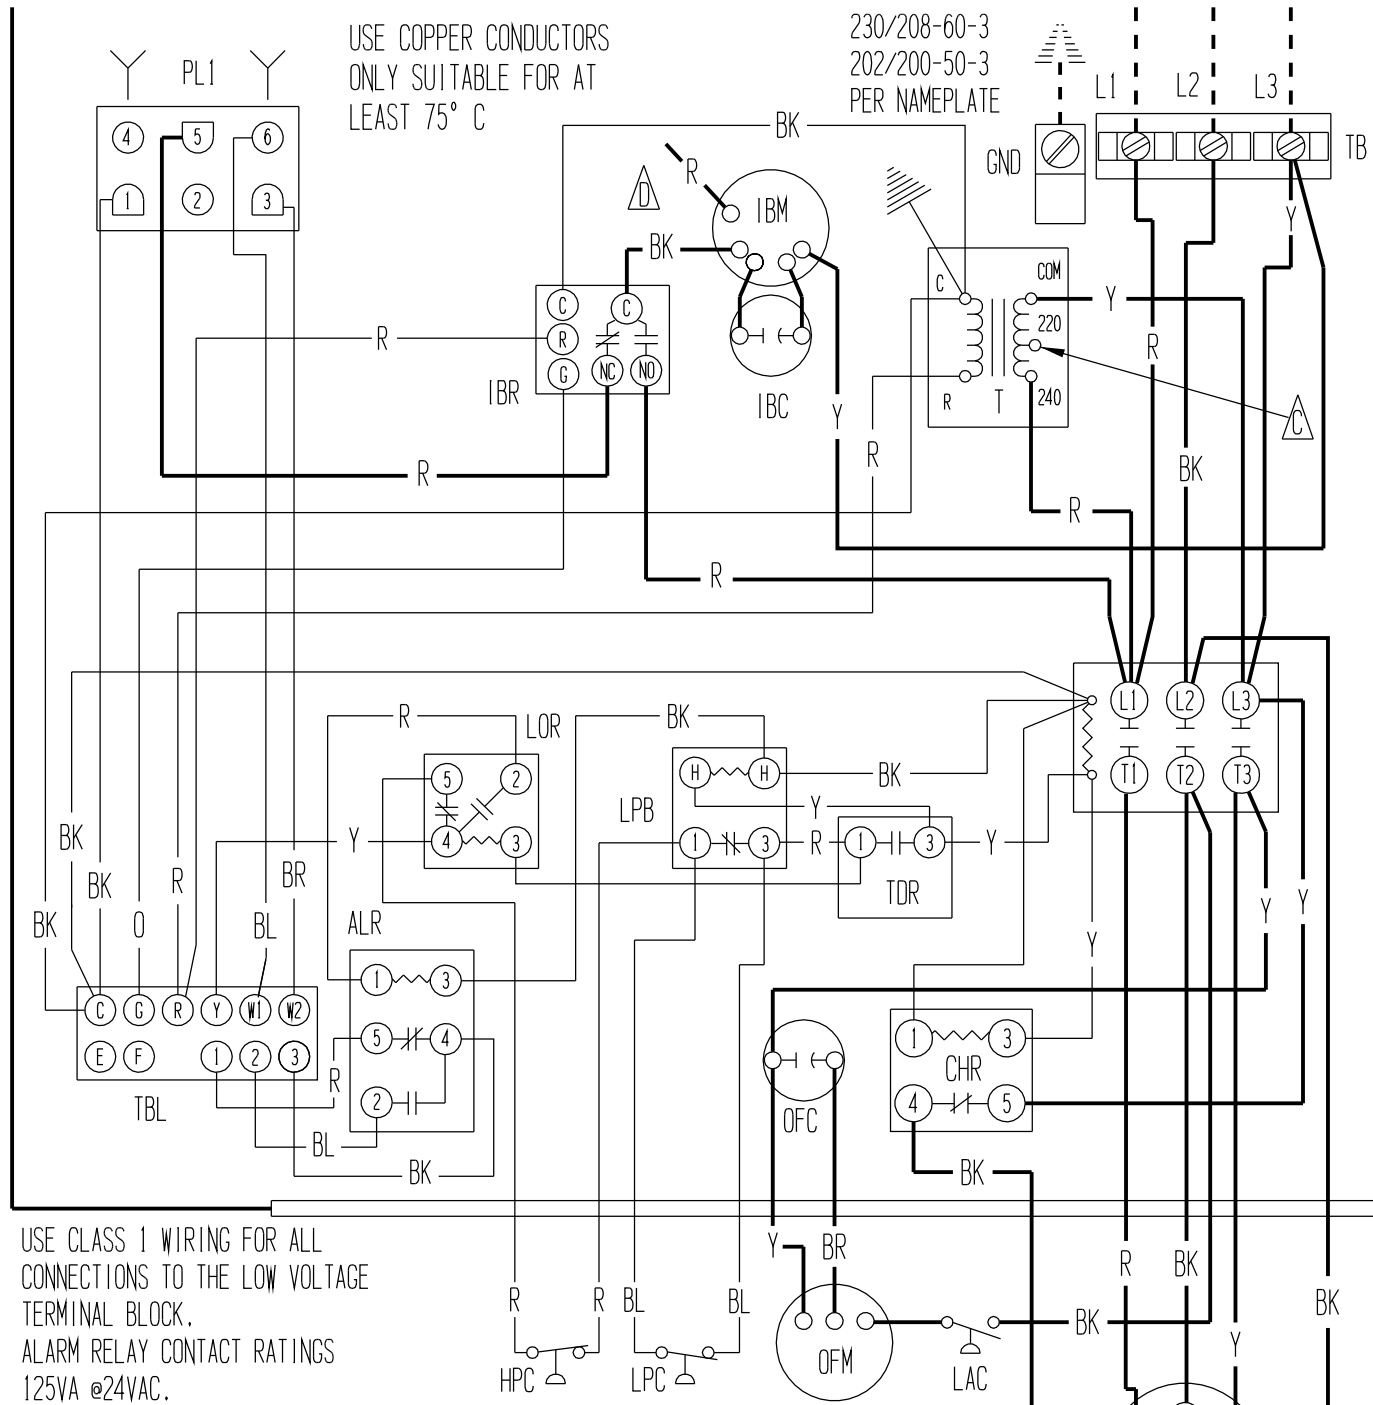 USE COPPER CONDUCTORS
ONLY SUITABLE FOR AT
LEAST 75° C
230/208-60-3
202/200-50-3
PER NAMEPLATE
PL1
4 5 6
1 2 3
L1 L2 L3
GND
TB
BK
R
D
IBM
BK
Y
C
COM
220
240
R
T
Y
R
C
C
R
G
C
NC NO
IBR
IBC
R
Y
R
BK
R
R
R
R
BK
LOR
5 2
4 3
Y
LPB
H H
1 3
BK
Y
R
1 3
TDR
Y
L1 L2 L3
T1 T2 T3
BK
BK
BK
O
R
BL
BR
ALR
1 3
5 4
2
C G R Y W1 W2
E F 1 2 3
TBL
R
BL
BK
Y
Y
Y
1 3
CHR
4 5
OFC
BK
USE CLASS 1 WIRING FOR ALL
CONNECTIONS TO THE LOW VOLTAGE
TERMINAL BLOCK.
ALARM RELAY CONTACT RATINGS
125VA @24VAC.
R
R
BL
BL
Y
BR
R
BK
Y
BK
BK
HPC
LPC
OFM
LAC